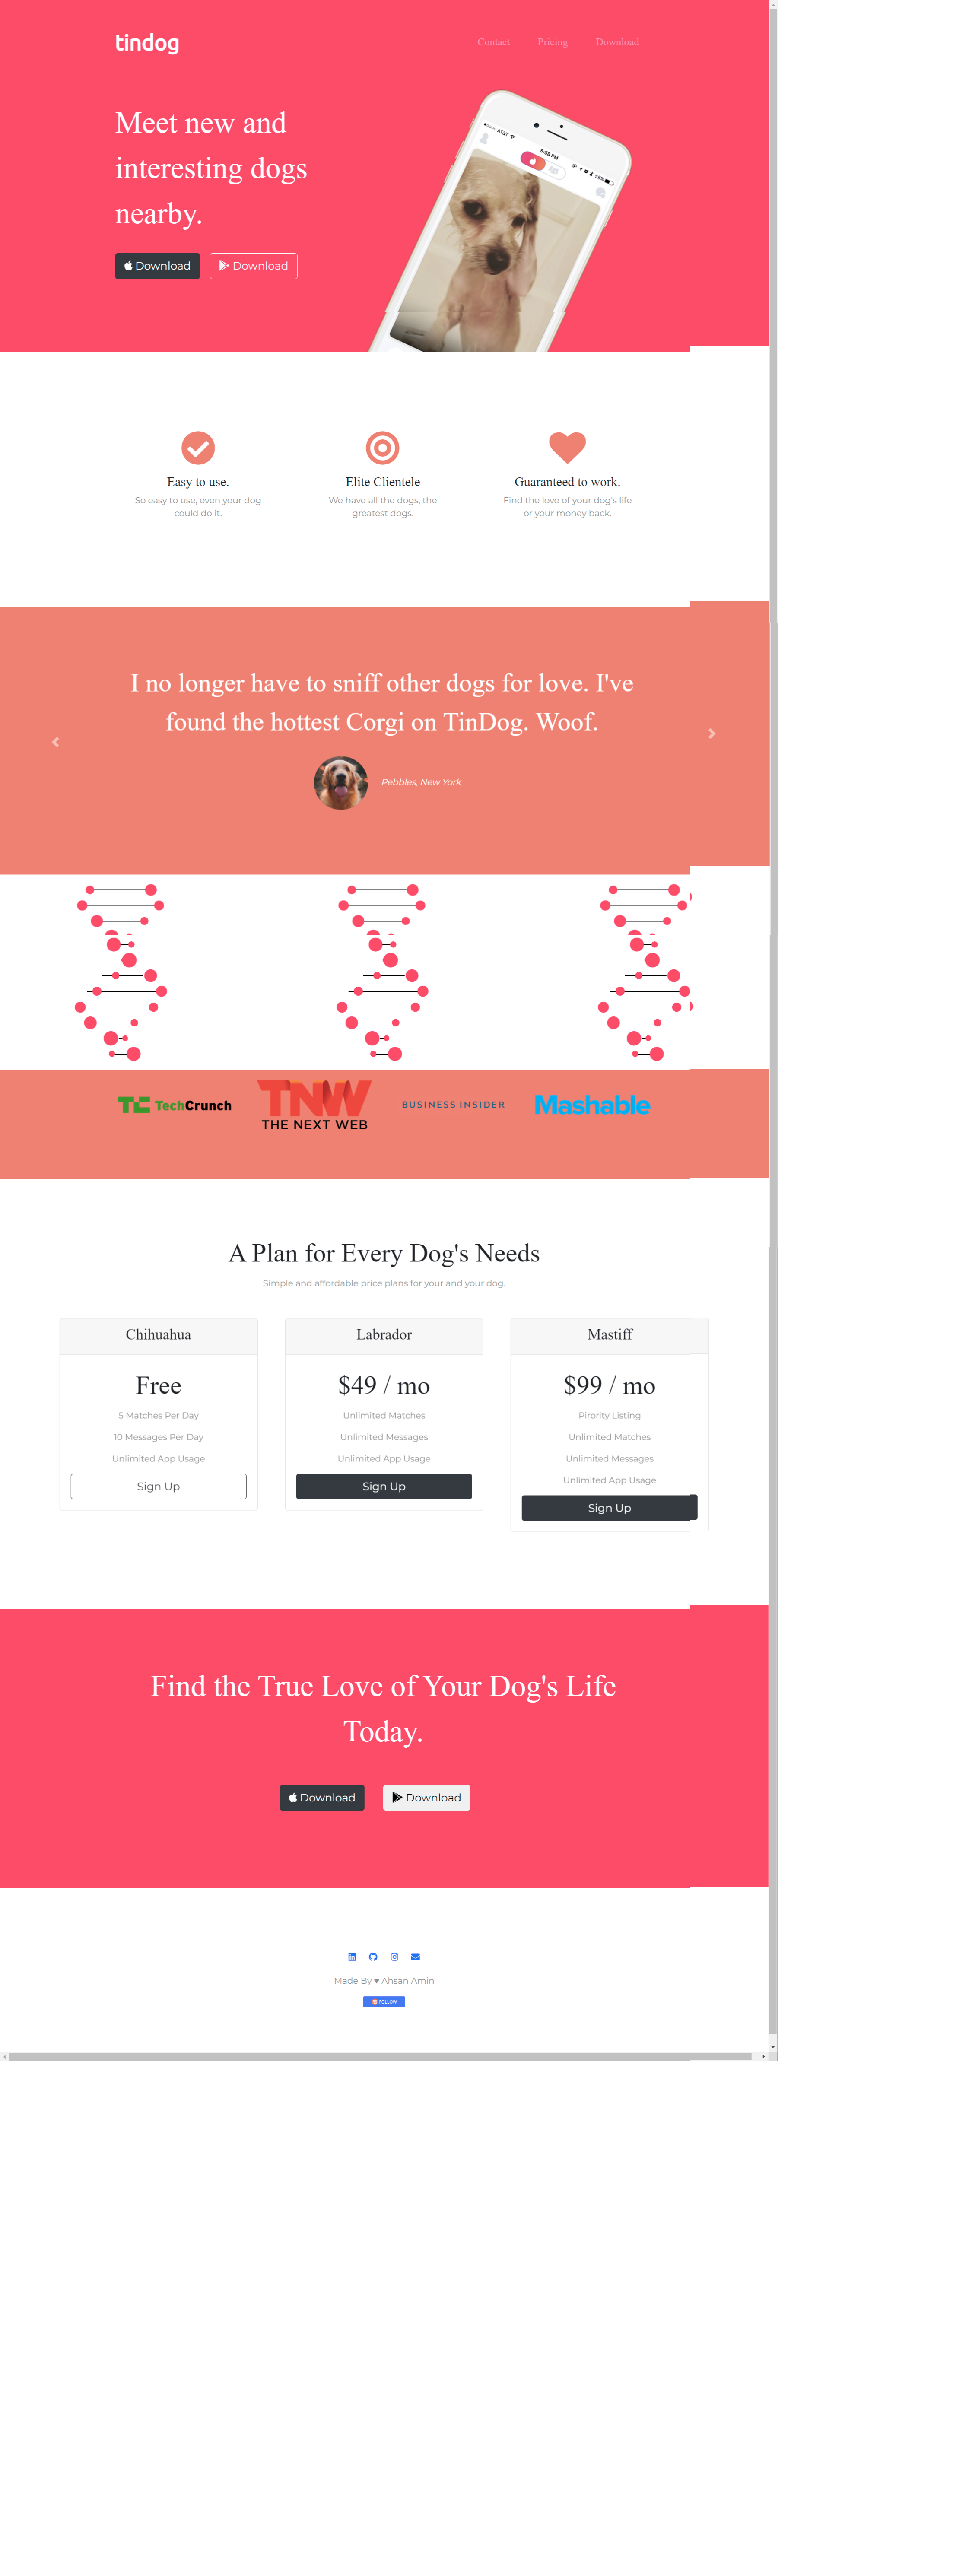 tindog
Contact Pricing Download
Meet new and
interesting dogs
nearby.
Download Download
AT&T 5:56 PM 55%
Easy to use. Elite Clientele Guaranteed to work.
So easy to use, even your dog We have all the dogs, the Find the love of your dog's life
could do it. greatest dogs. or your money back.
I no longer have to sniff other dogs for love. I've
found the hottest Corgi on TinDog. Woof.
Pebbles, New York
TC TechCrunch TNW BUSINESS INSIDER Mashable
THE NEXT WEB
A Plan for Every Dog's Needs
Simple and affordable price plans for your and your dog.
Chihuahua Labrador Mastiff
Free $49 / mo $99 / mo
5 Matches Per Day Unlimited Matches Pirority Listing
10 Messages Per Day Unlimited Messages Unlimited Matches
Unlimited App Usage Unlimited App Usage Unlimited Messages
Unlimited App Usage
Sign Up Sign Up
Sign Up
Find the True Love of Your Dog's Life
Today.
Download Download
Made By ♥ Ahsan Amin
FOLLOW